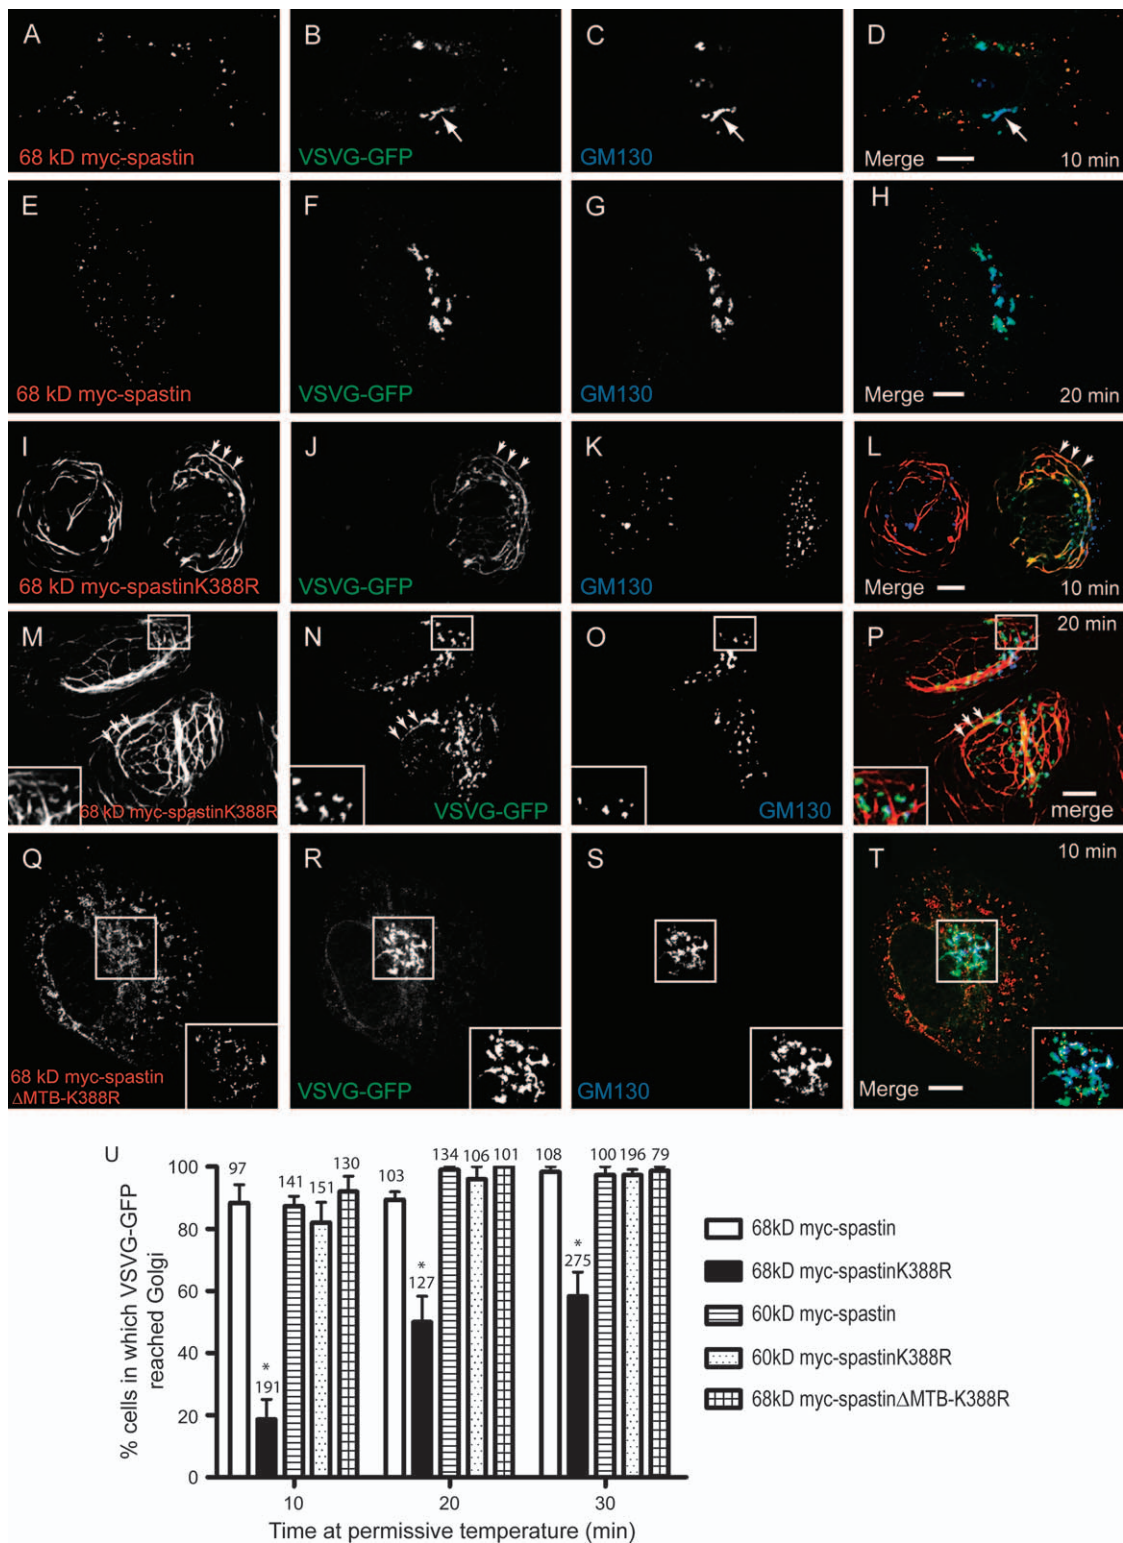 A B C D
68 kD myc-spastin VSVG-GFP GM130 Merge 10 min
E F G H
68 kD myc-spastin VSVG-GFP GM130 Merge 20 min
I J K L
68 kD myc-spastinK388R VSVG-GFP GM130 Merge 10 min
M N O P 20 min
68 kD myc-spastinK388R VSVG-GFP GM130 merge
Q R S T 10 min
68 kD myc-spastin
ΔMTB-K388R VSVG-GFP GM130 Merge
U
% cells in which VSVG-GFP
reached Golgi
100
80
60
40
20
0
97 * 191 141 151 130
103 * 127 134 106 101
108 * 275 100 196 79
10 20 30
Time at permissive temperature (min)
68kD myc-spastin
68kD myc-spastinK388R
60kD myc-spastin
60kD myc-spastinK388R
68kD myc-spastinΔMTB-K388R